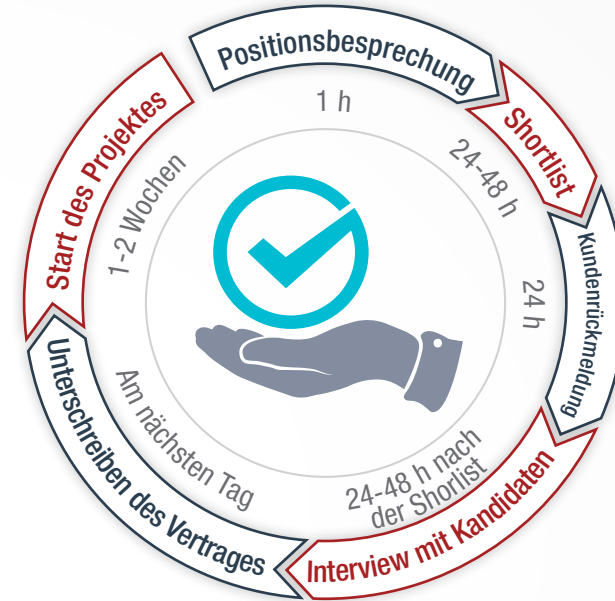 Positionsbesprechung
1 h
Shortlist
24-48 h
Kundenrückmeldung
24 h
Interview mit Kandidaten
24-48 h nach
der Shorlist
Unterschreiben des Vertrages
Am nächsten Tag
Start des Projektes
1-2 Wochen